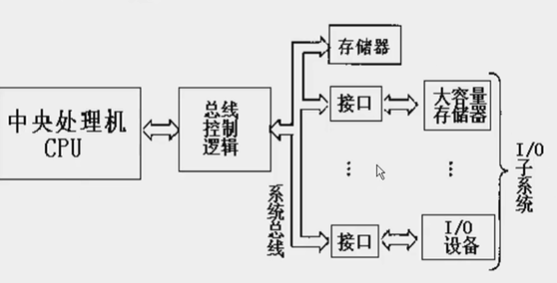 中央处理机
CPU
总线
控制
逻辑
系统总线
存储器
接口
大容量
存储器
…
…
接口
I/O
设备
I/O
子系统